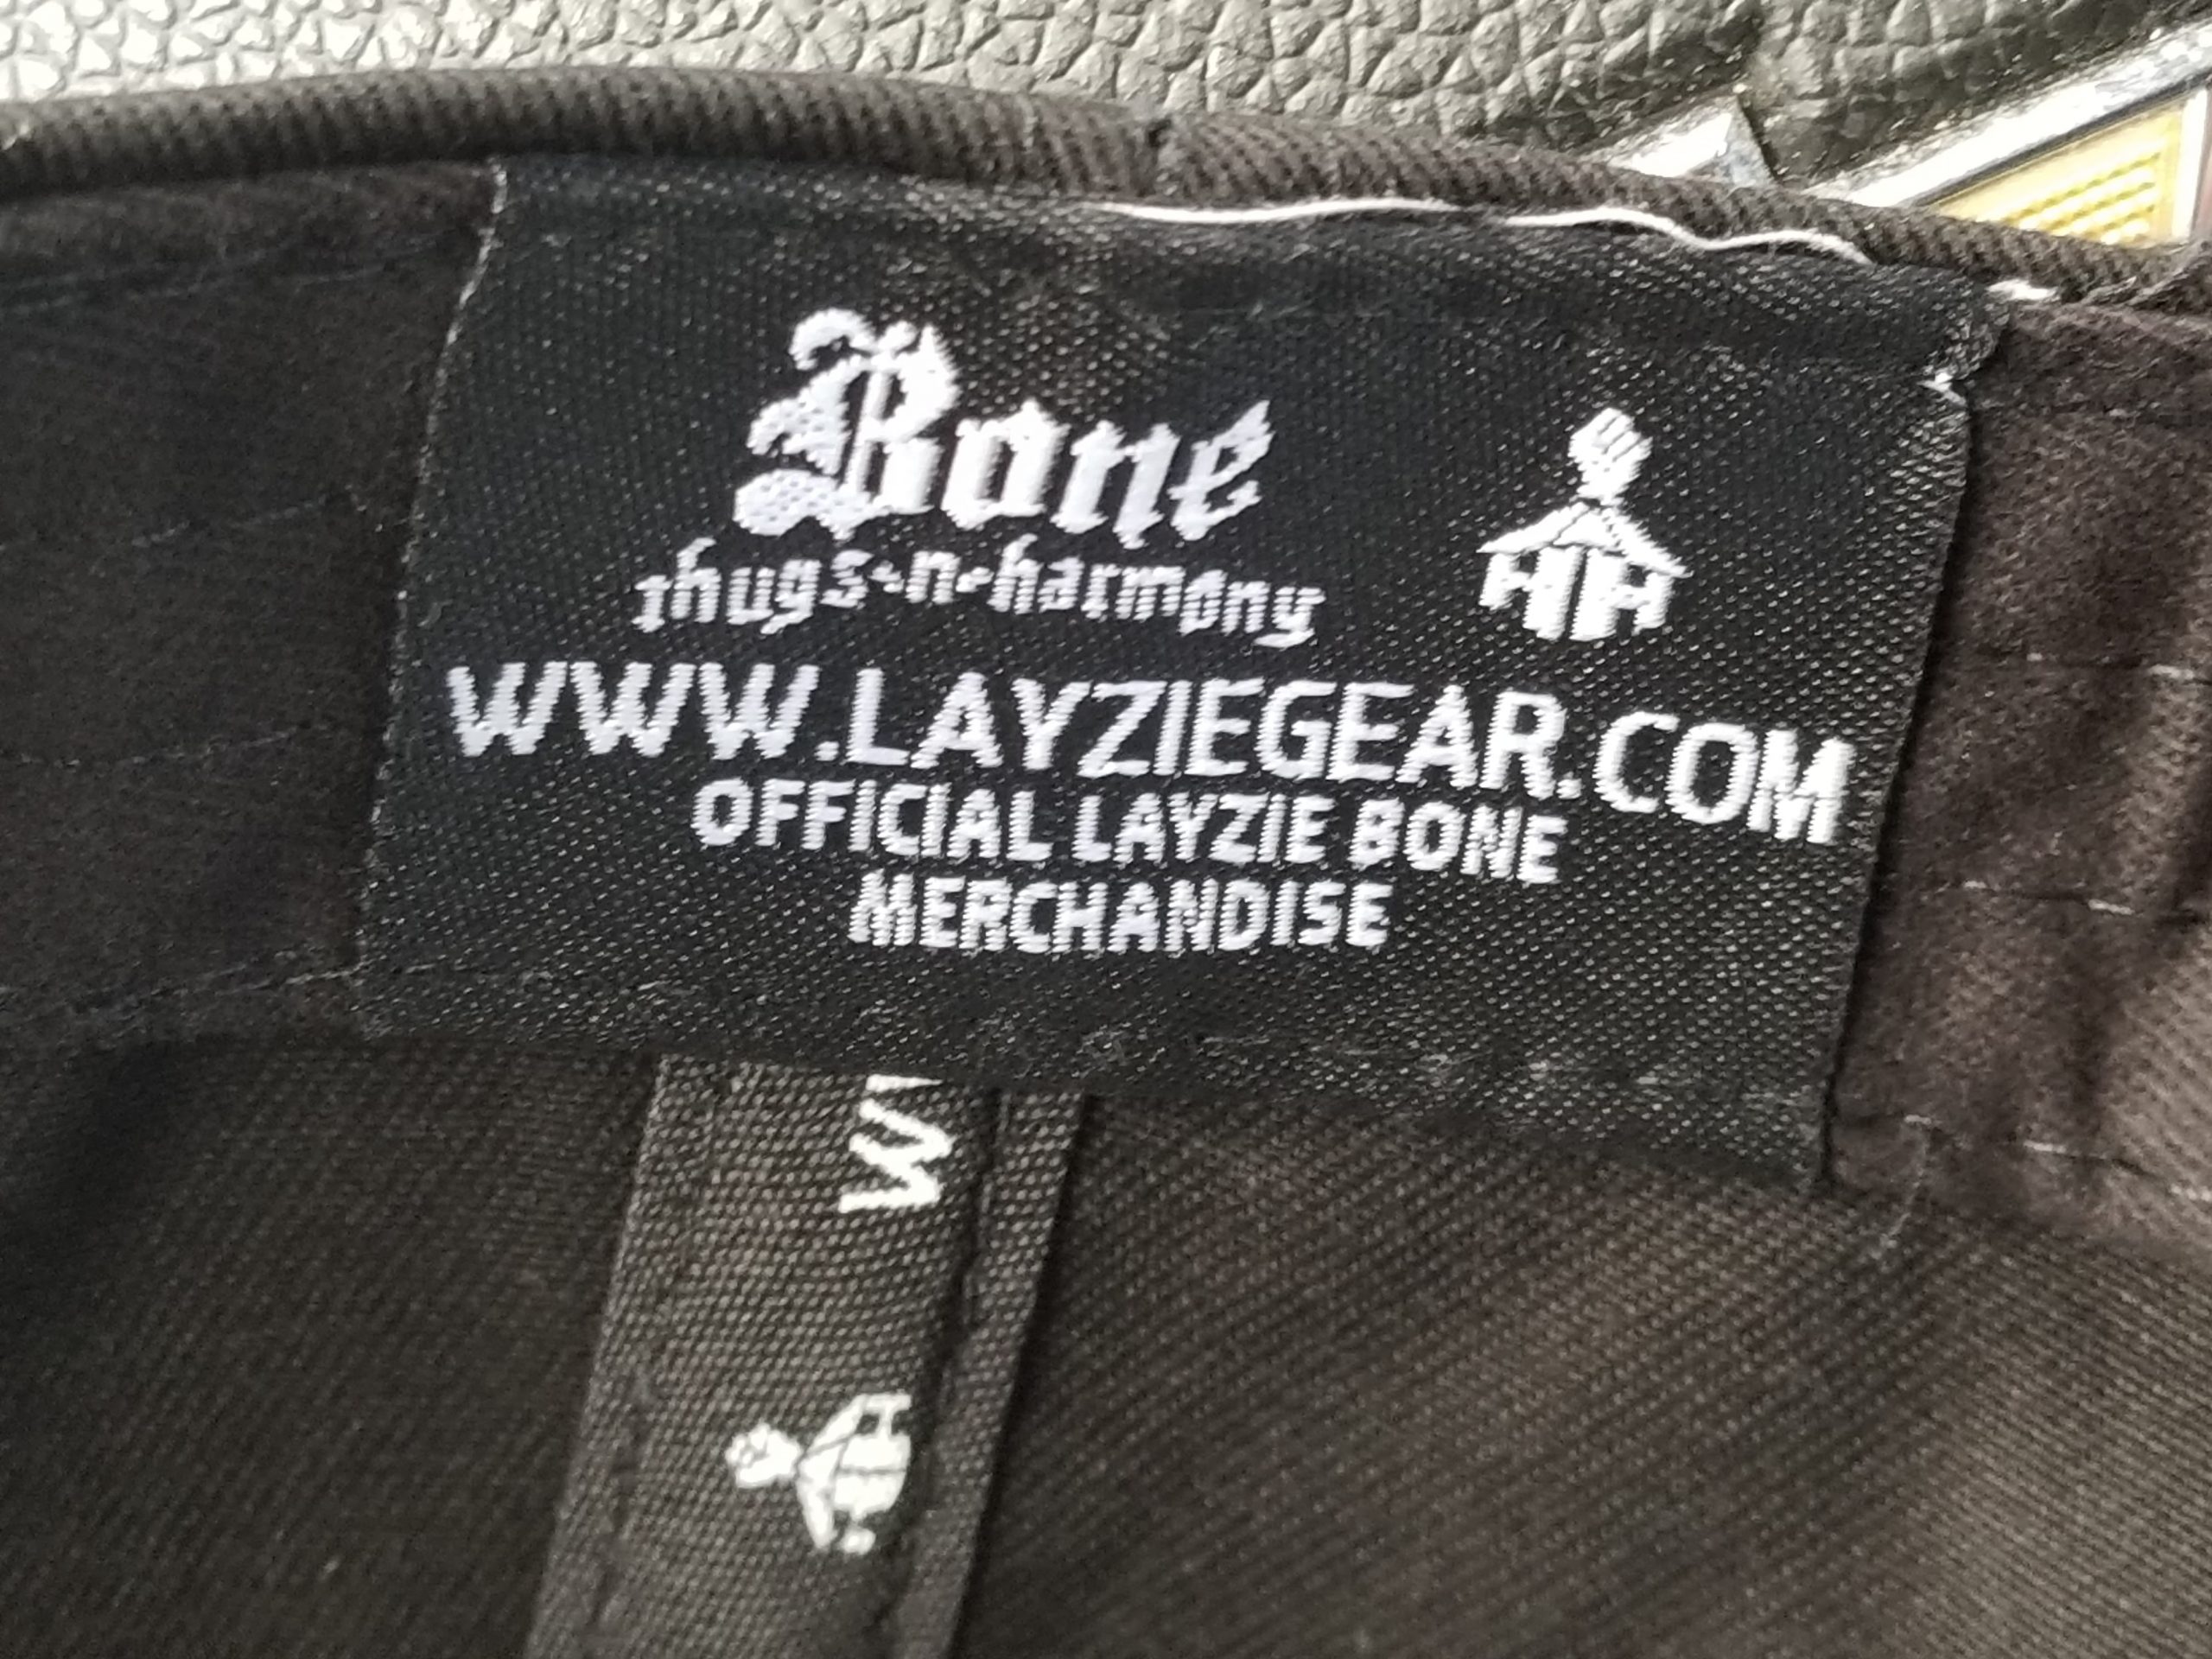 Bone
thugs·n·harmony
WWW.LAYZIEGEAR.COM
OFFICIAL LAYZIE BONE
MERCHANDISE
W